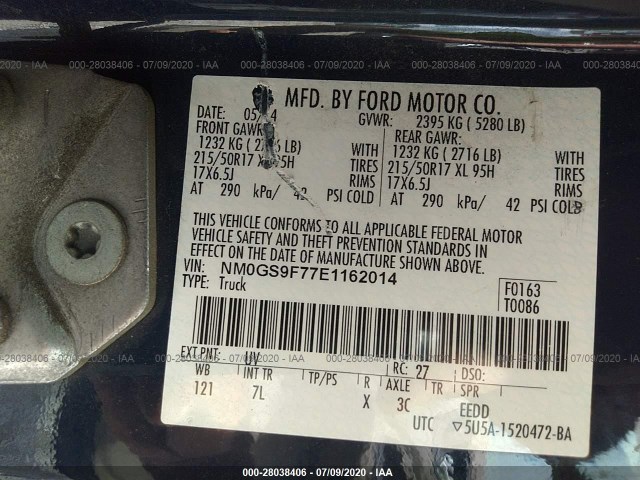 000-28038406 - 07/09/2020 - IAA
MFD. BY FORD MOTOR CO.
DATE: GVWR: 2395 KG ( 5280 LB)
FRONT GAWR: REAR GAWR:
1232 KG ( LB) WITH 1232 KG ( 2716 LB) WITH
215/50R17 XL 95H TIRES 215/50R17 XL 95H TIRES
17X6.5J RIMS 17X6.5J RIMS
AT 290 kPa/ 42 PSI COLD AT 290 kPa/ 42 PSI COLD
THIS VEHICLE CONFORMS TO ALL APPLICABLE FEDERAL MOTOR
VEHICLE SAFETY AND THEFT PREVENTION STANDARDS IN
EFFECT ON THE DATE OF MANUFACTURE SHOWN ABOVE.
VIN: NM0GS9F77E1162014 F0163
TYPE: Truck T0086
EXT PNT: RC: 27 DSO:
WB INT TR TP/PS R AXLE TR SPR
121 7L X 3C EEDD
UTC ▽5U5A-1520472-BA
000-28038406 - 07/09/2020 - IAA